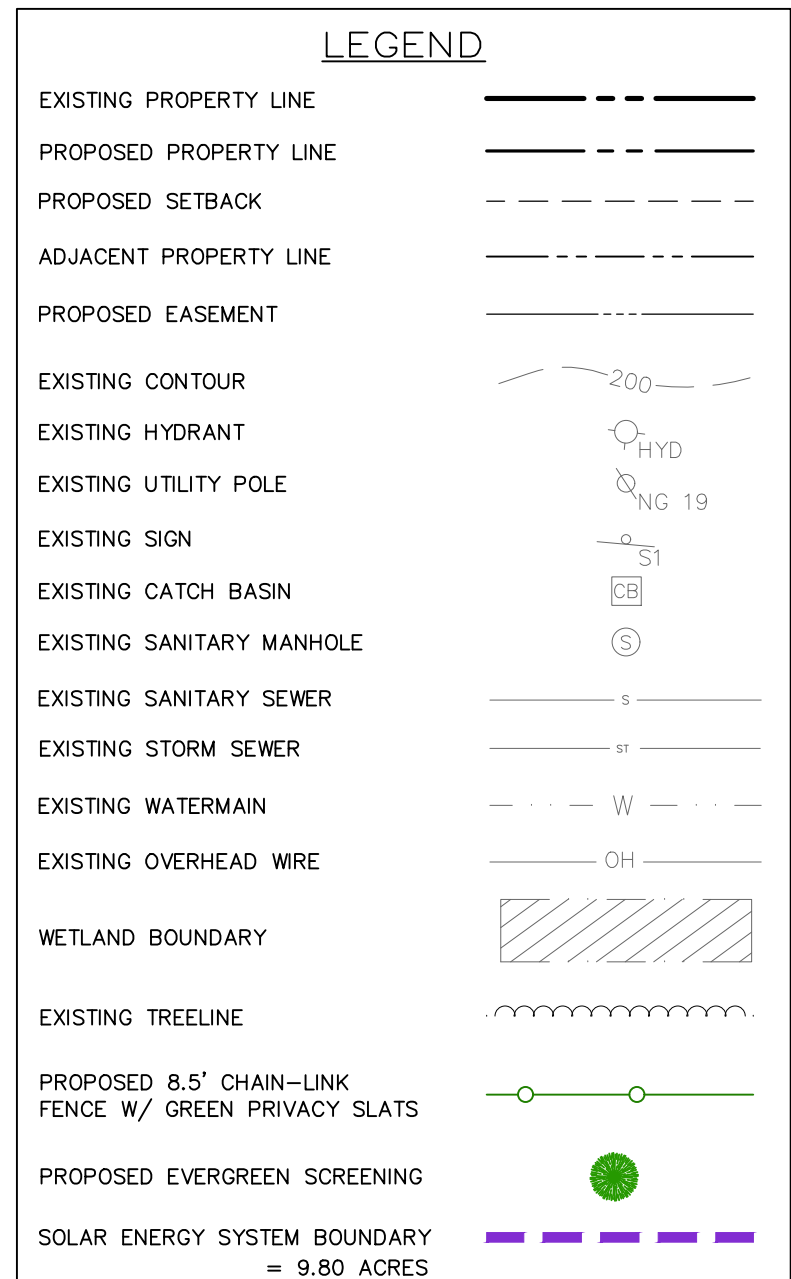 LEGEND
EXISTING PROPERTY LINE
PROPOSED PROPERTY LINE
PROPOSED SETBACK
ADJACENT PROPERTY LINE
PROPOSED EASEMENT
EXISTING CONTOUR 200
EXISTING HYDRANT HYD
EXISTING UTILITY POLE NG 19
EXISTING SIGN S1
EXISTING CATCH BASIN CB
EXISTING SANITARY MANHOLE S
EXISTING SANITARY SEWER S
EXISTING STORM SEWER ST
EXISTING WATERMAIN W
EXISTING OVERHEAD WIRE OH
WETLAND BOUNDARY
EXISTING TREELINE
PROPOSED 8.5' CHAIN-LINK
FENCE W/ GREEN PRIVACY SLATS
PROPOSED EVERGREEN SCREENING
SOLAR ENERGY SYSTEM BOUNDARY
= 9.80 ACRES